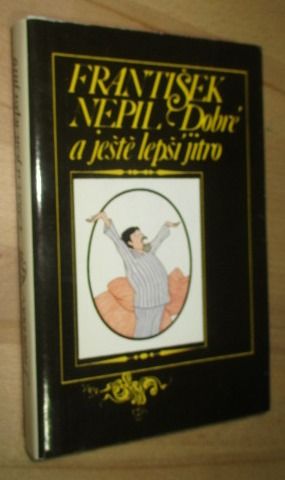 FRANTIŠEK
NEPIL Dobré
a ještě lepší jitro